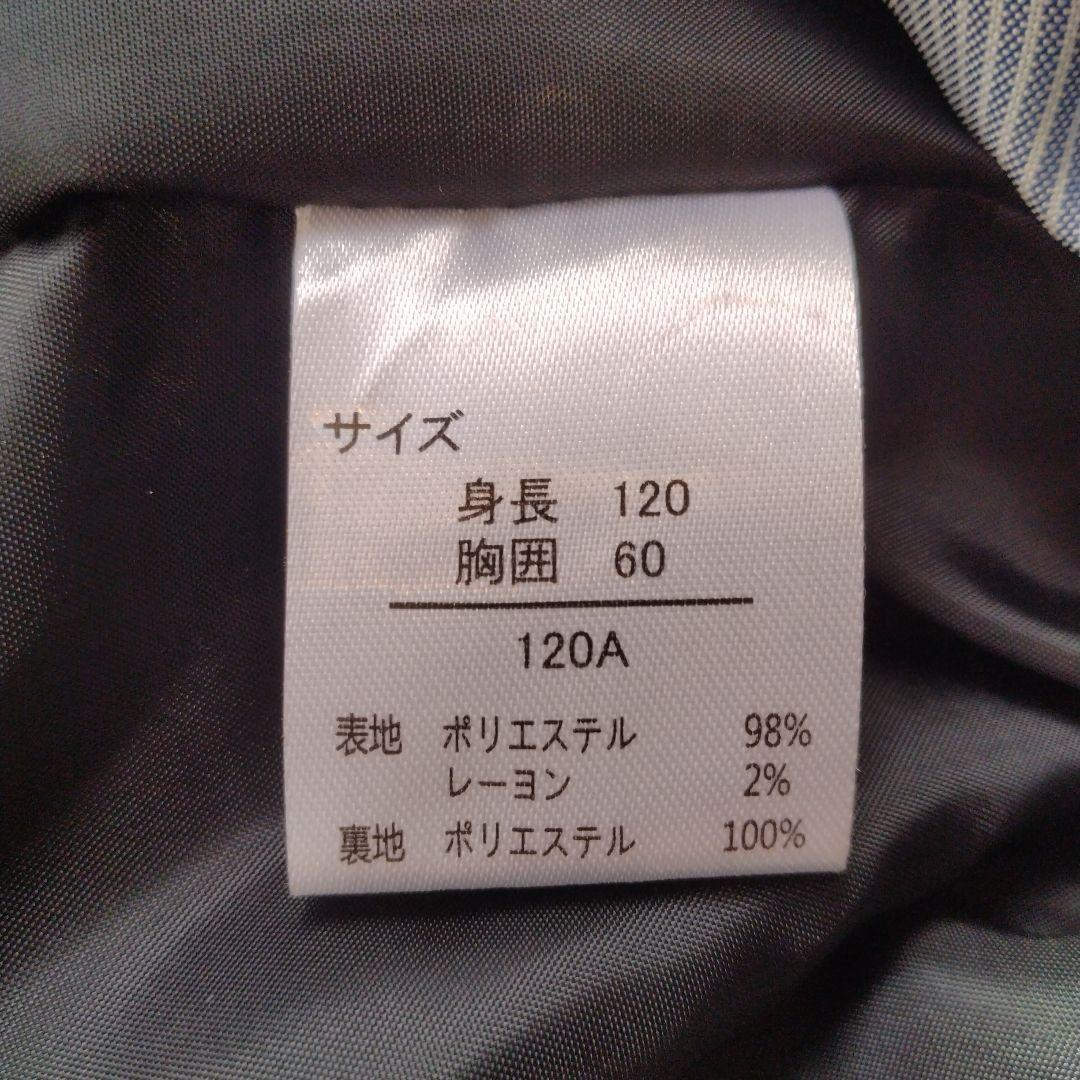 サイズ
身長 120
胸囲 60
120A
表地 ポリエステル 98%
レーヨン 2%
裏地 ポリエステル 100%